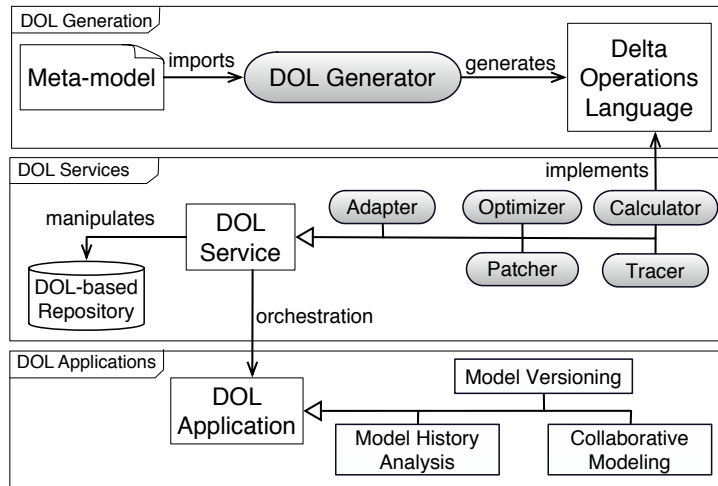 DOL Generation
Meta-model
imports
DOL Generator
generates
Delta
Operations
Language
DOL Services
implements
manipulates
DOL
Service
Adapter
Optimizer
Calculator
Patcher
Tracer
DOL-based
Repository
orchestration
DOL Applications
DOL
Application
Model Versioning
Model History
Analysis
Collaborative
Modeling